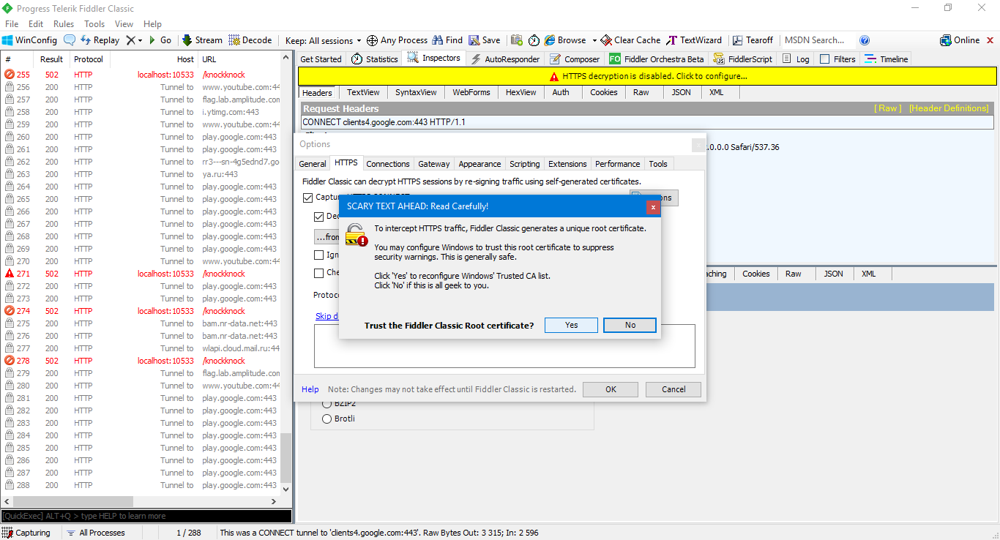 Progress Telerik Fiddler Classic
File Edit Rules Tools View Help
WinConfig Replay Go Stream Decode Keep: All sessions Any Process Find Save Browse Clear Cache TextWizard Tearoff MSDN Search... Online
# Result Protocol Host URL
255 502 HTTP localhost:10533 /knockknock
256 200 HTTP Tunnel to www.youtube.com:44
257 200 HTTP Tunnel to flag.lab.amplitude.con
258 200 HTTP Tunnel to i.ytimg.com:443
259 200 HTTP Tunnel to www.youtube.com:44
260 200 HTTP Tunnel to play.google.com:443
261 200 HTTP Tunnel to play.google.com:443
262 200 HTTP Tunnel to rr3---sn-4g5ednd7.go
263 200 HTTP Tunnel to ya.ru:443
264 200 HTTP Tunnel to play.google.com:443
265 200 HTTP Tunnel to play.google.com:443
266 200 HTTP Tunnel to play.google.com:443
267 200 HTTP Tunnel to play.google.com:443
268 200 HTTP Tunnel to play.google.com:443
269 200 HTTP Tunnel to play.google.com:443
270 200 HTTP Tunnel to www.youtube.com:44
271 502 HTTP localhost:10533 /knockknock
272 200 HTTP Tunnel to play.google.com:443
273 200 HTTP Tunnel to play.google.com:443
274 502 HTTP localhost:10533 /knockknock
275 200 HTTP Tunnel to bam.nr-data.net:443
276 200 HTTP Tunnel to bam.nr-data.net:443
277 200 HTTP Tunnel to wlapi.cloud.mail.ru:44
278 502 HTTP localhost:10533 /knockknock
279 200 HTTP Tunnel to flag.lab.amplitude.con
280 200 HTTP Tunnel to www.youtube.com:44
281 200 HTTP Tunnel to play.google.com:443
282 200 HTTP Tunnel to play.google.com:443
283 200 HTTP Tunnel to play.google.com:443
284 200 HTTP Tunnel to play.google.com:443
285 200 HTTP Tunnel to play.google.com:443
286 200 HTTP Tunnel to play.google.com:443
287 200 HTTP Tunnel to play.google.com:443
288 200 HTTP Tunnel to play.google.com:443
[QuickExec] ALT+Q > type HELP to learn more
Get Started Statistics Inspectors AutoResponder Composer FO Fiddler Orchestra Beta FiddlerScript Log Filters Timeline
HTTPS decryption is disabled. Click to configure...
Headers TextView SyntaxView WebForms HexView Auth Cookies Raw JSON XML
Request Headers [ Raw ] [Header Definitions]
CONNECT clients4.google.com:443 HTTP/1.1
.0.0.0 Safari/537.36
Options
General HTTPS Connections Gateway Appearance Scripting Extensions Performance Tools
Fiddler Classic can decrypt HTTPS sessions by re-signing traffic using self-generated certificates.
SCARY TEXT AHEAD: Read Carefully!
To intercept HTTPS traffic, Fiddler Classic generates a unique root certificate.
You may configure Windows to trust this root certificate to suppress
security warnings. This is generally safe.
Click 'Yes' to reconfigure Windows' Trusted CA list.
Click 'No' if this is all geek to you.
Trust the Fiddler Classic Root certificate? Yes No
...from
Ign
Che
Protoco
Skip d
aching Cookies Raw JSON XML
Help Note: Changes may not take effect until Fiddler Classic is restarted. OK Cancel
BZIP2
Brotli
Capturing All Processes 1 / 288 This was a CONNECT tunnel to 'clients4.google.com:443'. Raw Bytes Out: 3 315; In: 2 596